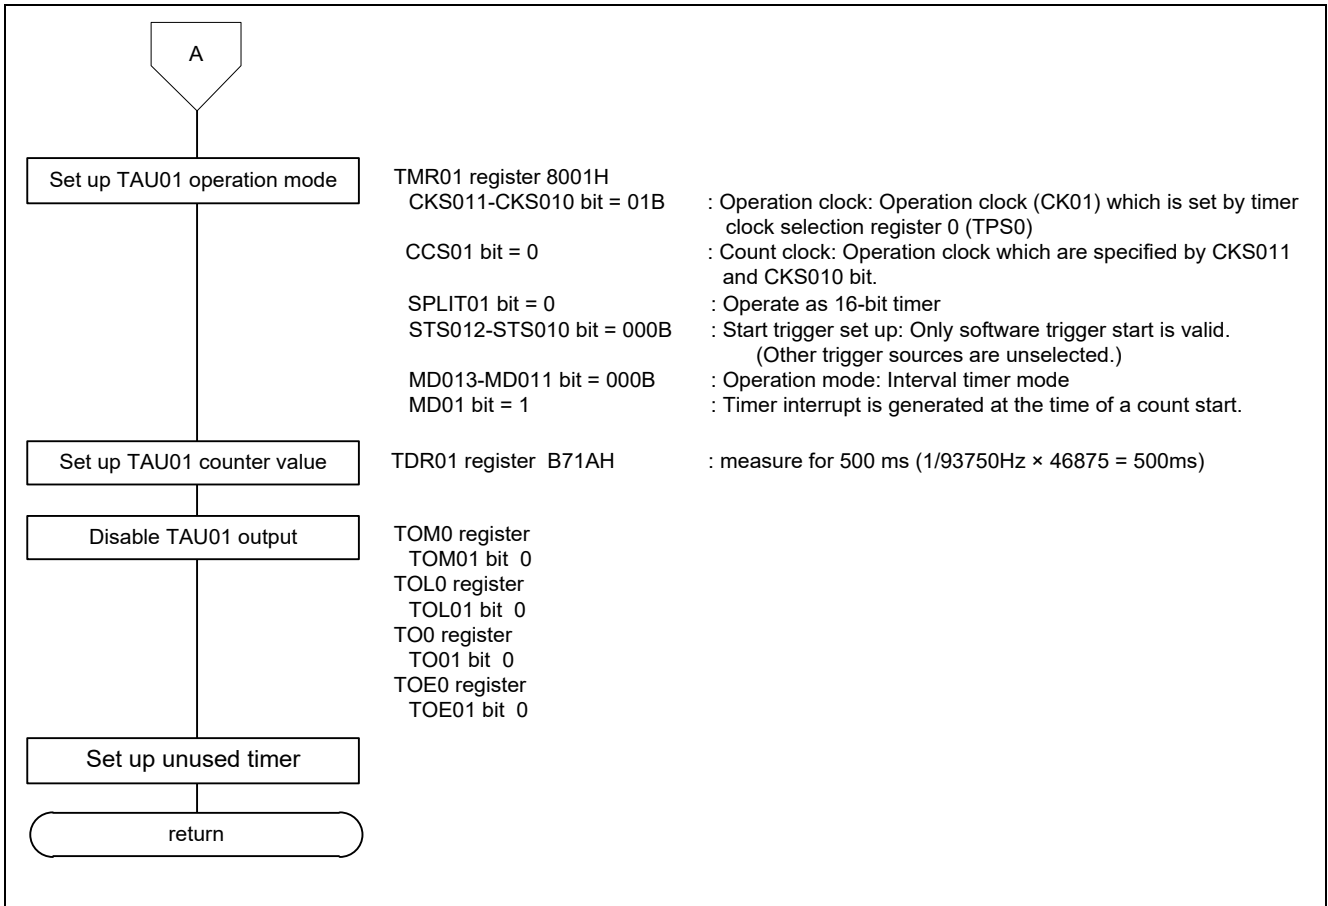 A
Set up TAU01 operation mode
TMR01 register 8001H
CKS011-CKS010 bit = 01B : Operation clock: Operation clock (CK01) which is set by timer
clock selection register 0 (TPS0)
CCS01 bit = 0 : Count clock: Operation clock which are specified by CKS011
and CKS010 bit.
SPLIT01 bit = 0 : Operate as 16-bit timer
STS012-STS010 bit = 000B : Start trigger set up: Only software trigger start is valid.
(Other trigger sources are unselected.)
MD013-MD011 bit = 000B : Operation mode: Interval timer mode
MD01 bit = 1 : Timer interrupt is generated at the time of a count start.
Set up TAU01 counter value
TDR01 register B71AH : measure for 500 ms (1/93750Hz × 46875 = 500ms)
Disable TAU01 output
TOM0 register
TOM01 bit 0
TOL0 register
TOL01 bit 0
TO0 register
TO01 bit 0
TOE0 register
TOE01 bit 0
Set up unused timer
return